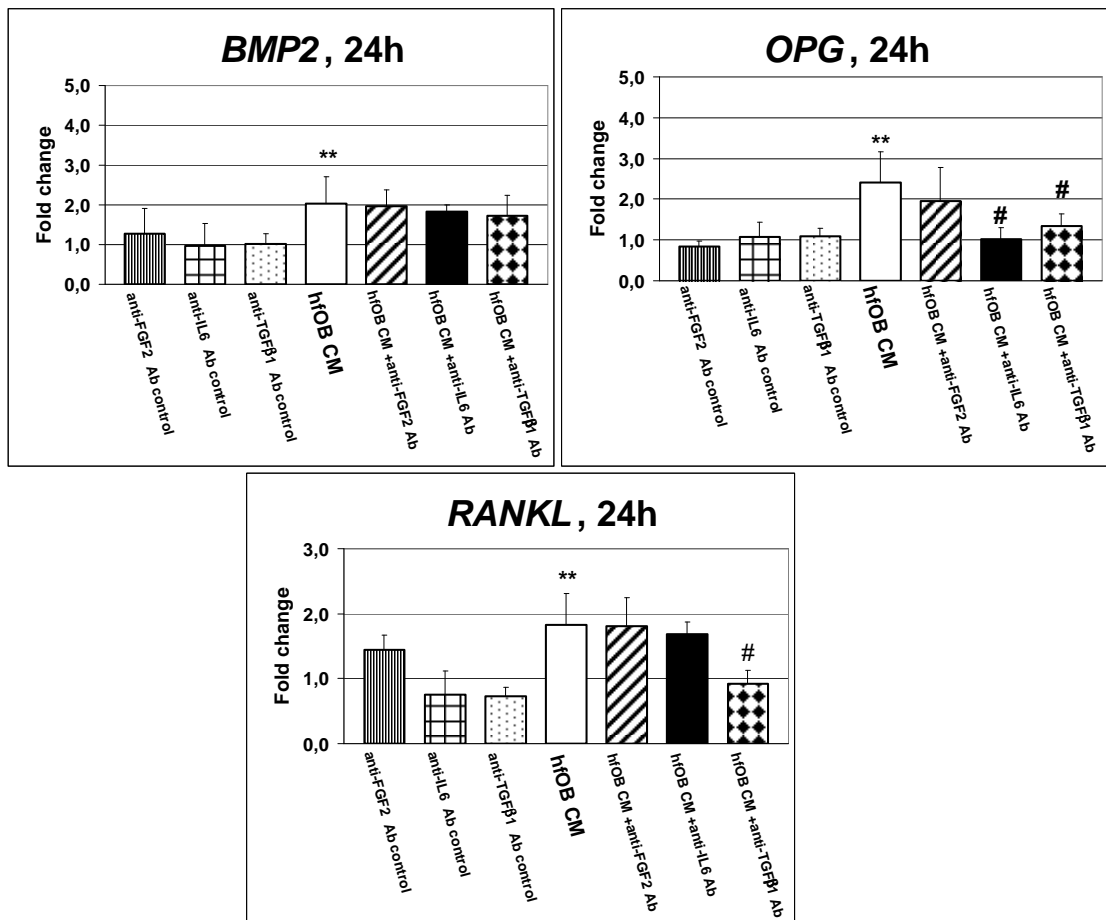 BMP2, 24h
Fold change
5,0
4,0
3,0
2,0
1,0
0,0
**
anti-FGF2 Ab control
anti-IL6 Ab control
anti-TGFβ1 Ab control
hfOB CM
hfOB CM +anti-FGF2 Ab
hfOB CM +anti-IL6 Ab
hfOB CM +anti-TGFβ1 Ab
OPG, 24h
Fold change
5,0
4,0
3,0
2,0
1,0
0,0
**
#
#
anti-FGF2 Ab control
anti-IL6 Ab control
anti-TGFβ1 Ab control
hfOB CM
hfOB CM +anti-FGF2 Ab
hfOB CM +anti-IL6 Ab
hfOB CM +anti-TGFβ1 Ab
RANKL, 24h
Fold change
3,0
2,0
1,0
0,0
**
#
anti-FGF2 Ab control
anti-IL6 Ab control
anti-TGFβ1 Ab control
hfOB CM
hfOB CM +anti-FGF2 Ab
hfOB CM +anti-IL6 Ab
hfOB CM +anti-TGFβ1 Ab